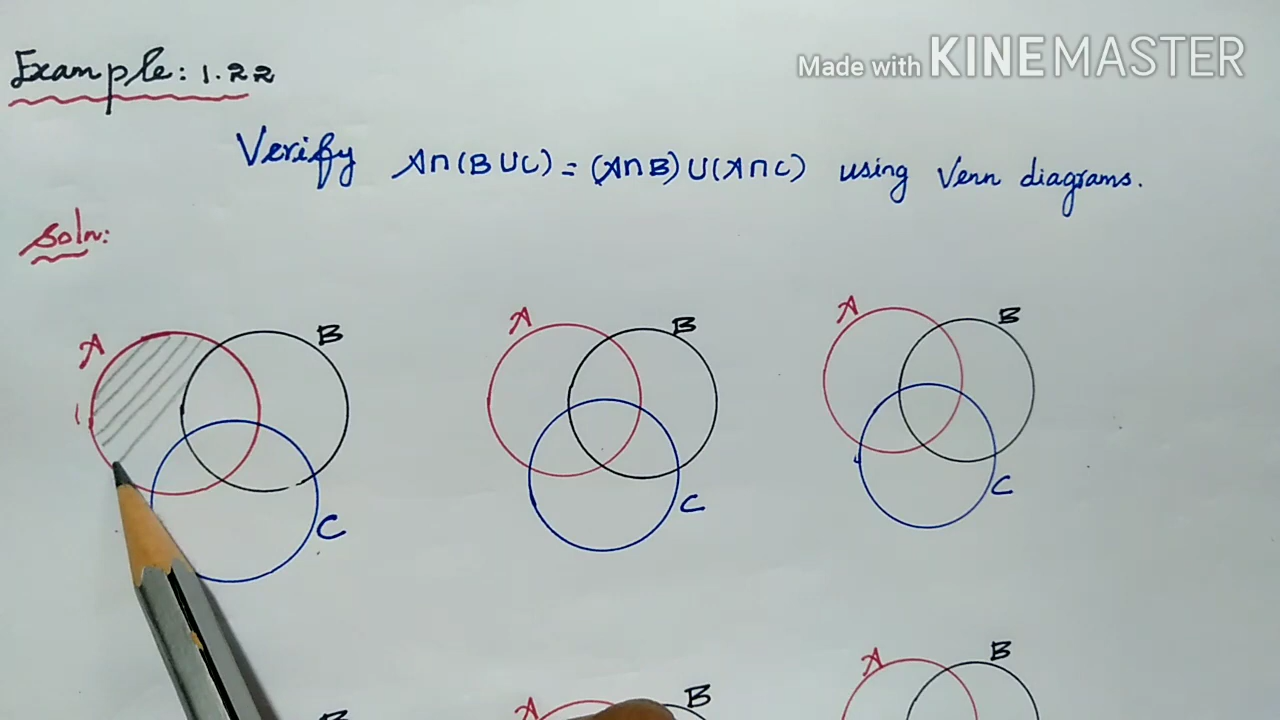 Made with KINEMASTER
Example: 1.22
Verify A∩(B∪C) = (A∩B)∪(A∩C) using Venn diagrams.
Soln:
A B C
A B C
A B C
B
A B
A B